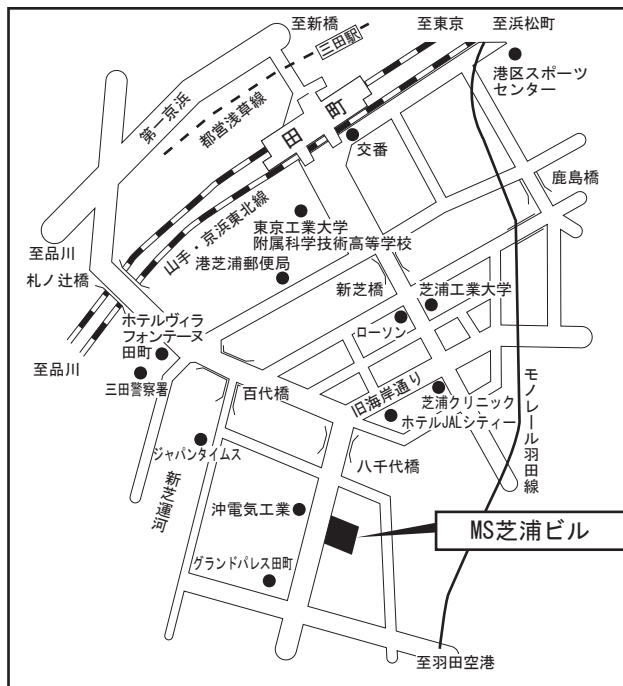 至新橋
三田駅
至東京
至浜松町
港区スポーツ
センター
第一京浜
都営浅草線
田町
交番
鹿島橋
山手・京浜東北線
東京工業大学
附属科学技術高等学校
至品川
札ノ辻橋
港芝浦郵便局
新芝橋
芝浦工業大学
ローソン
ホテルヴィラ
フォンテーヌ
田町
至品川
三田警察署
百代橋
旧海岸通り
芝浦クリニック
ホテルJALシティー
モノレール羽田線
ジャパンタイムス
八千代橋
新芝運河
沖電気工業
MS芝浦ビル
グランドパレス田町
至羽田空港